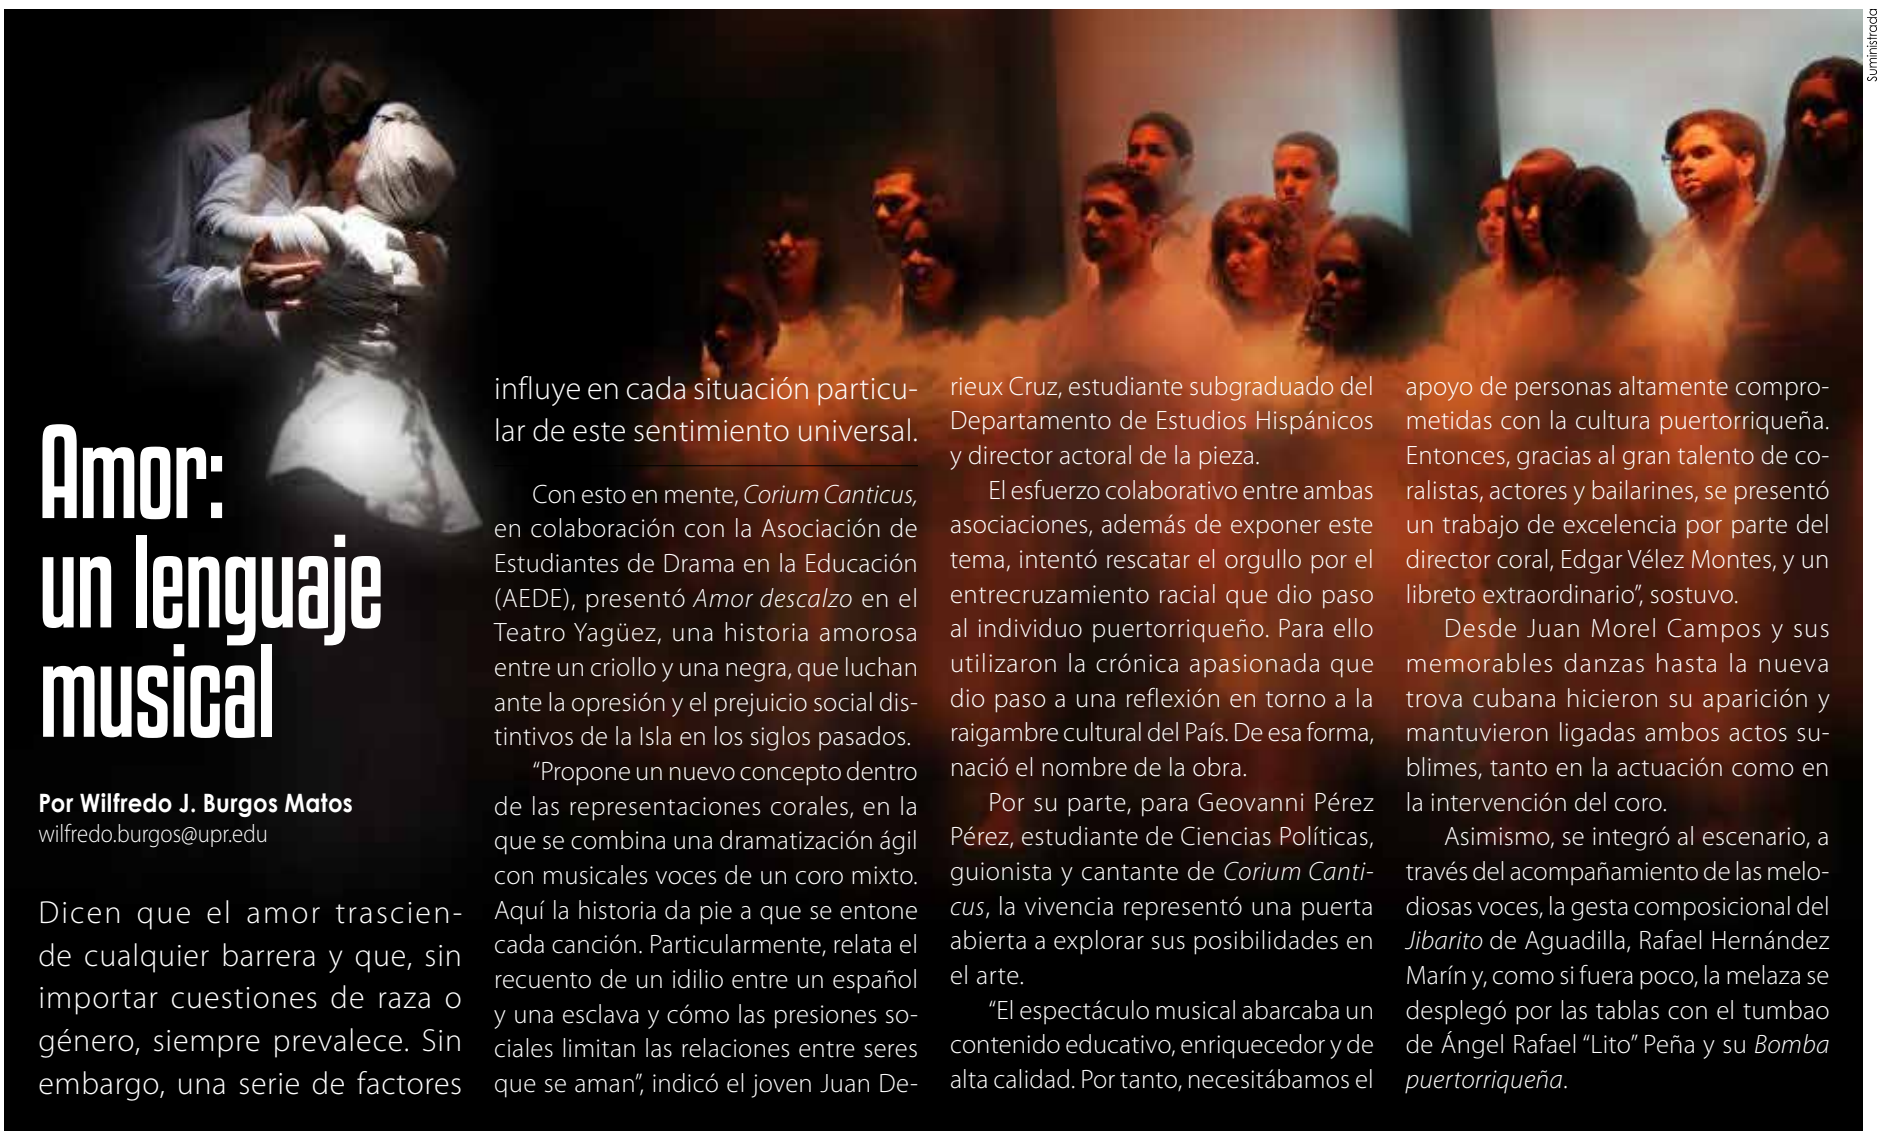 Suministrada
Amor:
un lenguaje
musical
Por Wilfredo J. Burgos Matos
wilfredo.burgos@upr.edu
Dicen que el amor trascien-
de cualquier barrera y que, sin
importar cuestiones de raza o
género, siempre prevalece. Sin
embargo, una serie de factores
influye en cada situación particu-
lar de este sentimiento universal.
Con esto en mente, Corium Canticus,
en colaboración con la Asociación de
Estudiantes de Drama en la Educación
(AEDE), presentó Amor descalzo en el
Teatro Yagüez, una historia amorosa
entre un criollo y una negra, que luchan
ante la opresión y el prejuicio social dis-
tintivos de la Isla en los siglos pasados.
“Propone un nuevo concepto dentro
de las representaciones corales, en la
que se combina una dramatización ágil
con musicales voces de un coro mixto.
Aquí la historia da pie a que se entone
cada canción. Particularmente, relata el
recuento de un idilio entre un español
y una esclava y cómo las presiones so-
ciales limitan las relaciones entre seres
que se aman”, indicó el joven Juan De-
rieux Cruz, estudiante subgraduado del
Departamento de Estudios Hispánicos
y director actoral de la pieza.
El esfuerzo colaborativo entre ambas
asociaciones, además de exponer este
tema, intentó rescatar el orgullo por el
entrecruzamiento racial que dio paso
al individuo puertorriqueño. Para ello
utilizaron la crónica apasionada que
dio paso a una reflexión en torno a la
raigambre cultural del País. De esa forma,
nació el nombre de la obra.
Por su parte, para Geovanni Pérez
Pérez, estudiante de Ciencias Políticas,
guionista y cantante de Corium Canti-
cus, la vivencia representó una puerta
abierta a explorar sus posibilidades en
el arte.
“El espectáculo musical abarcaba un
contenido educativo, enriquecedor y de
alta calidad. Por tanto, necesitábamos el
apoyo de personas altamente compro-
metidas con la cultura puertorriqueña.
Entonces, gracias al gran talento de co-
ralistas, actores y bailarines, se presentó
un trabajo de excelencia por parte del
director coral, Edgar Vélez Montes, y un
libreto extraordinario”, sostuvo.
Desde Juan Morel Campos y sus
memorables danzas hasta la nueva
trova cubana hicieron su aparición y
mantuvieron ligadas ambos actos su-
blimes, tanto en la actuación como en
la intervención del coro.
Asimismo, se integró al escenario, a
través del acompañamiento de las melo-
diosas voces, la gesta composicional del
Jibarito de Aguadilla, Rafael Hernández
Marín y, como si fuera poco, la melaza se
desplegó por las tablas con el tumbao
de Ángel Rafael “Lito” Peña y su Bomba
puertorriqueña.